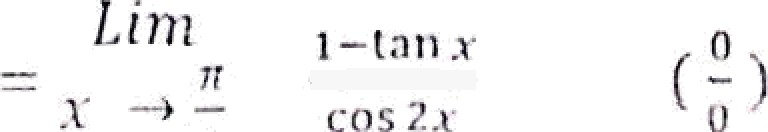 = Lim x → π/ (1−tan x)/(cos 2x) (0/0)